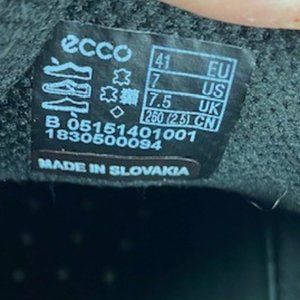 ecco
41 EU
7 US
7.5 UK
260 (2.5) CN
B 05151401001
1830500094
MADE IN SLOVAKIA